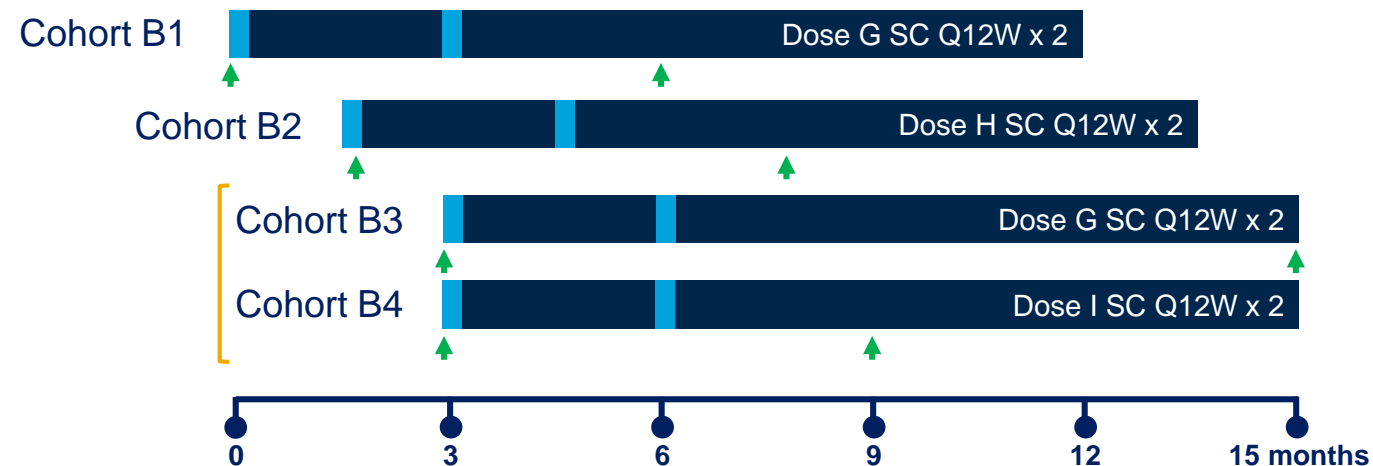 Cohort B1
Dose G SC Q12W x 2
Cohort B2
Dose H SC Q12W x 2
Cohort B3
Dose G SC Q12W x 2
Cohort B4
Dose I SC Q12W x 2
0 3 6 9 12 15 months